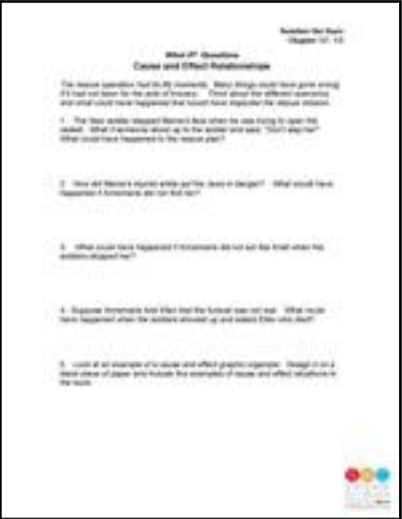 Number the Stars
Chapter 12 - 13
What If? Questions
Cause and Effect Relationships
The rescue operation had its moments. Many things could have gone wrong
if it had not been for the acts of bravery. Think about the different scenarios
and what could have happened that would have impacted the rescue mission.
1. The Nazi soldier slapped Mama's face when he was trying to open the
casket. What if someone stood up to the soldier and said, "Don't slap her!"
What could have happened to the rescue plan?
2. How did Mama's injured ankle put the Jews in danger? What would have
happened if Annemarie did not find her?
3. What could have happened if Annemarie did not act like Kirsti when the
soldiers stopped her?
4. Suppose Annemarie told Ellen that the funeral was not real. What could
have happened when the soldiers showed up and asked Ellen who died?
5. Look at an example of a cause and effect graphic organizer. Design it on a
blank piece of paper and include five examples of cause and effect situations in
the book.